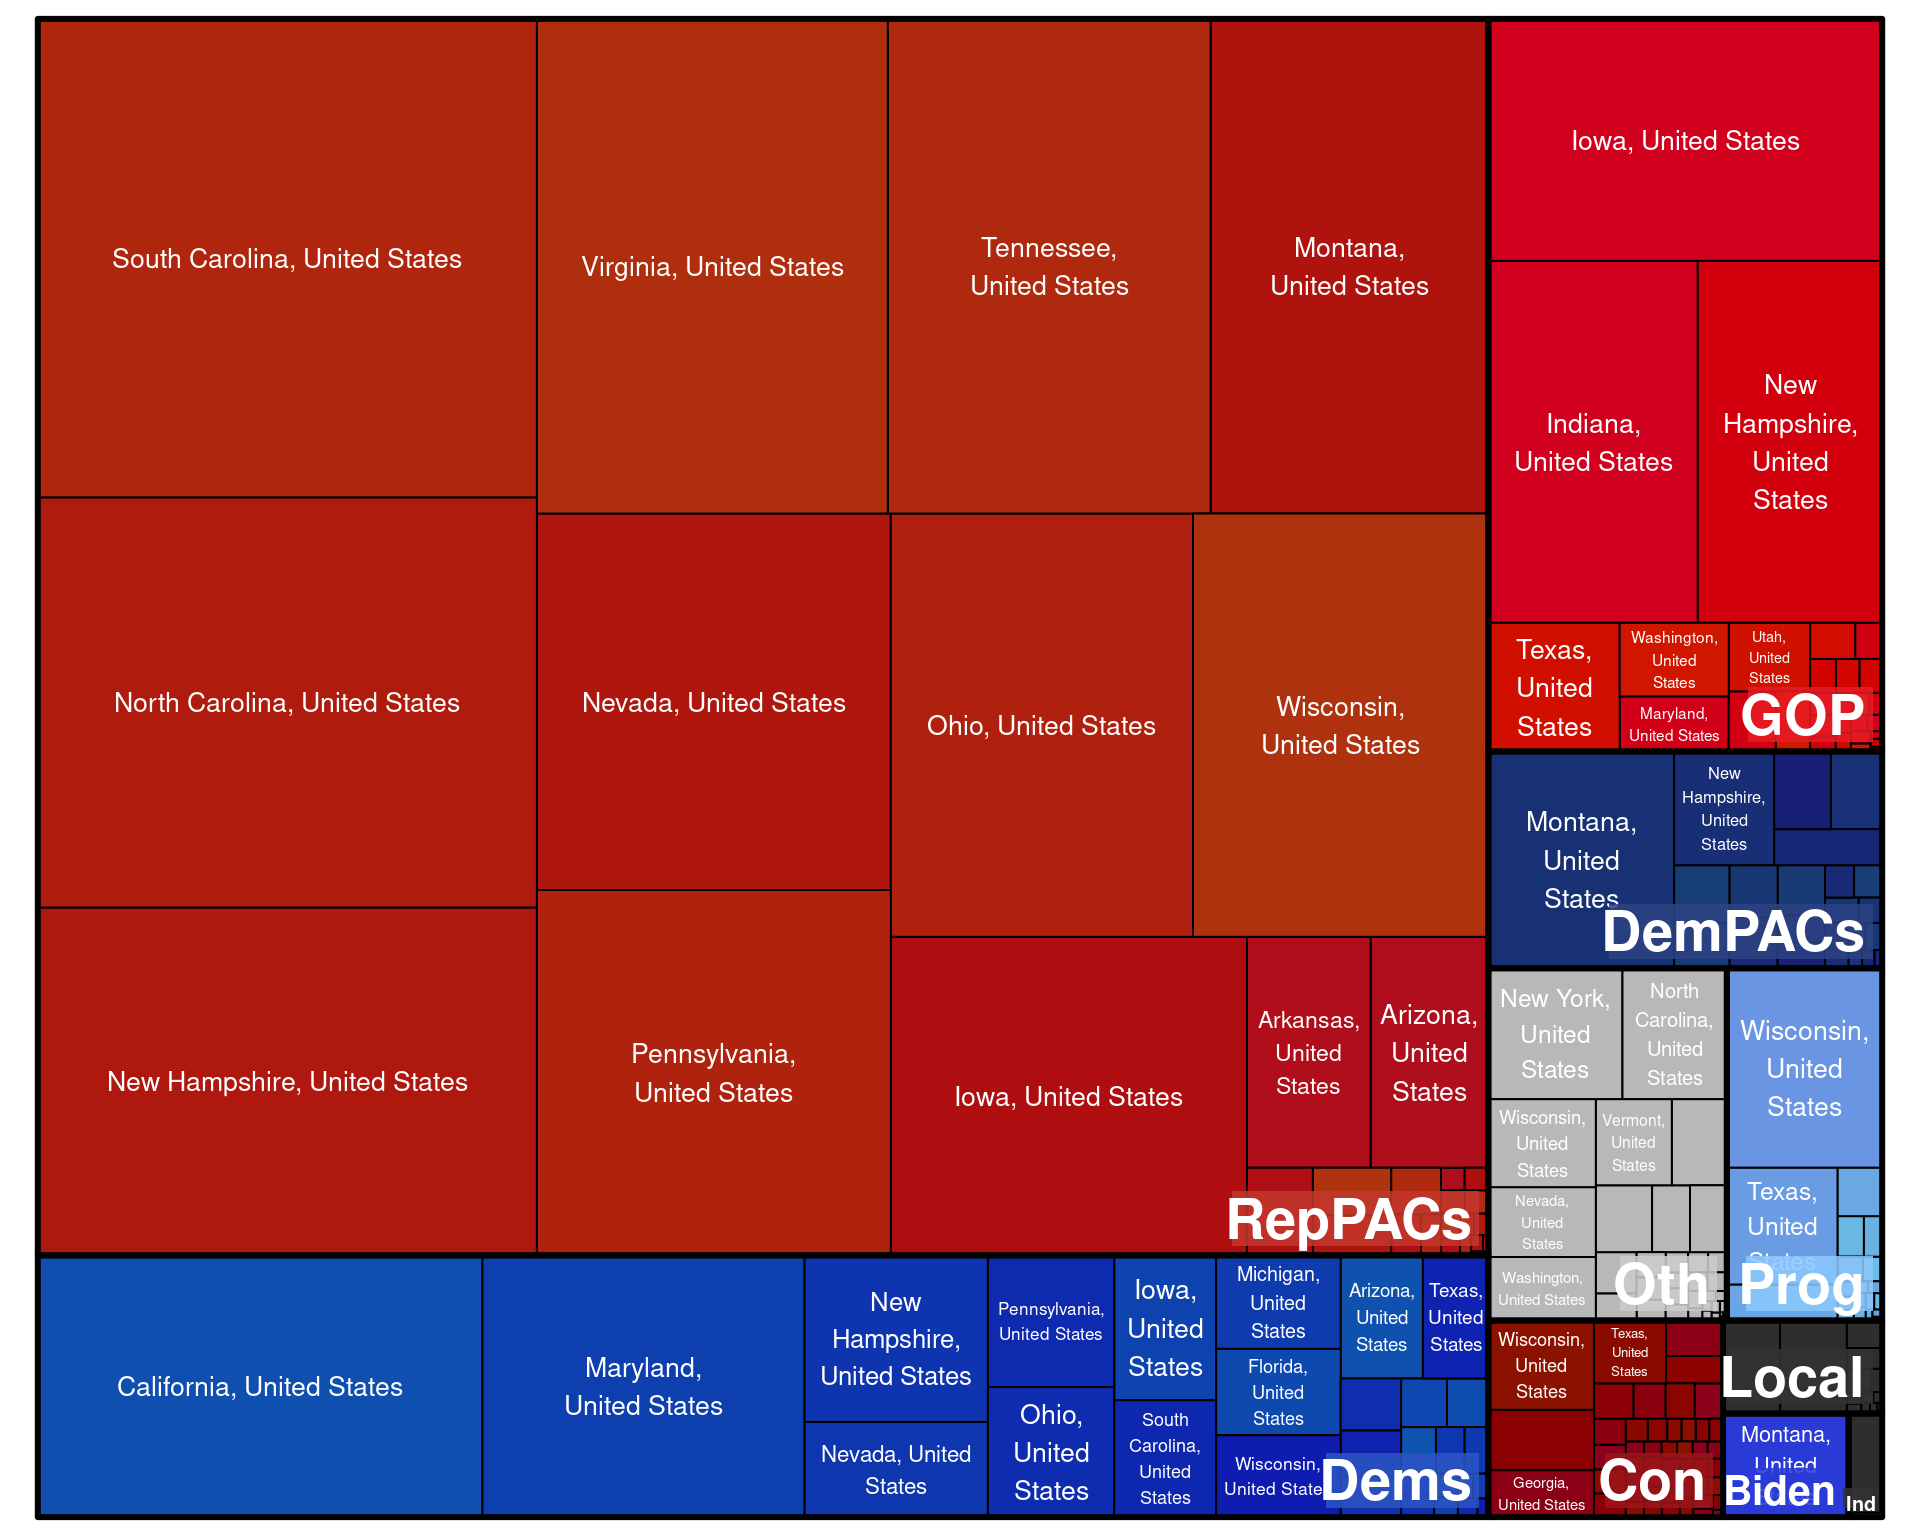 South Carolina, United States
Virginia, United States
Tennessee,
United States
Montana,
United States
North Carolina, United States
Nevada, United States
Ohio, United States
Wisconsin,
United States
New Hampshire, United States
Pennsylvania,
United States
Iowa, United States
Arkansas,
United
States
Arizona,
United
States
RepPACs
Iowa, United States
Indiana,
United States
New
Hampshire,
United
States
Texas,
United
States
Washington,
United
States
Maryland,
United States
Utah,
United
States
GOP
Montana,
United
States
New
Hampshire,
United
States
DemPACs
New York,
United
States
North
Carolina,
United
States
Wisconsin,
United
States
Vermont,
United
States
Nevada,
United
States
Washington,
United States
Oth
Wisconsin,
United
States
Texas,
United
States
Prog
California, United States
Maryland,
United States
New
Hampshire,
United States
Nevada, United
States
Pennsylvania,
United States
Ohio,
United
States
Iowa,
United
States
South
Carolina,
United
States
Michigan,
United
States
Florida,
United
States
Wisconsin,
United States
Arizona,
United
States
Texas,
United
States
Dems
Wisconsin,
United
States
Texas,
United
States
Georgia,
United States
Con
Local
Montana,
United
Biden
Ind